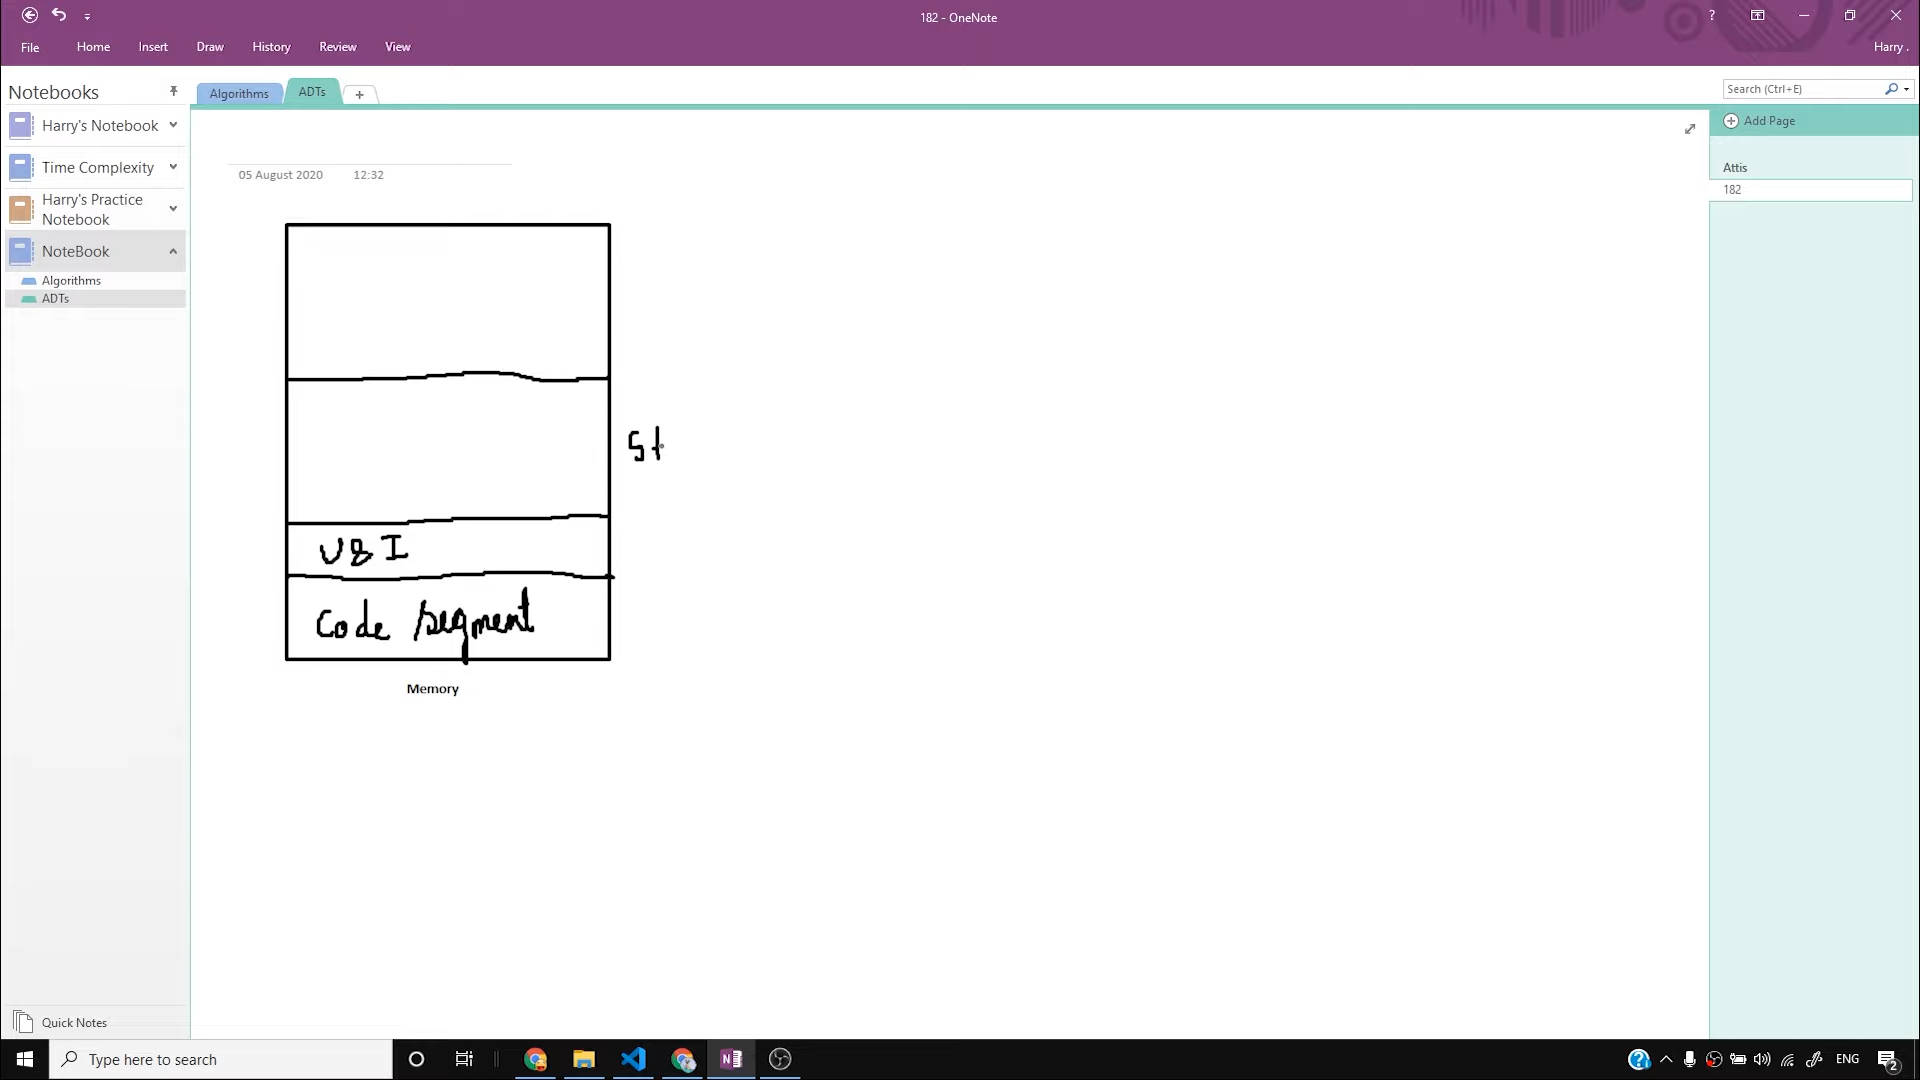 182 - OneNote
?
File Home Insert Draw History Review View
Harry .
Notebooks
Algorithms
ADTs
Search (Ctrl+E)
Harry's Notebook
Time Complexity
Harry's Practice
Notebook
NoteBook
Algorithms
ADTs
Add Page
Attis
182
05 August 2020 12:32
St
U & I
Code segment
Memory
Quick Notes
Type here to search
N
?
ENG
2